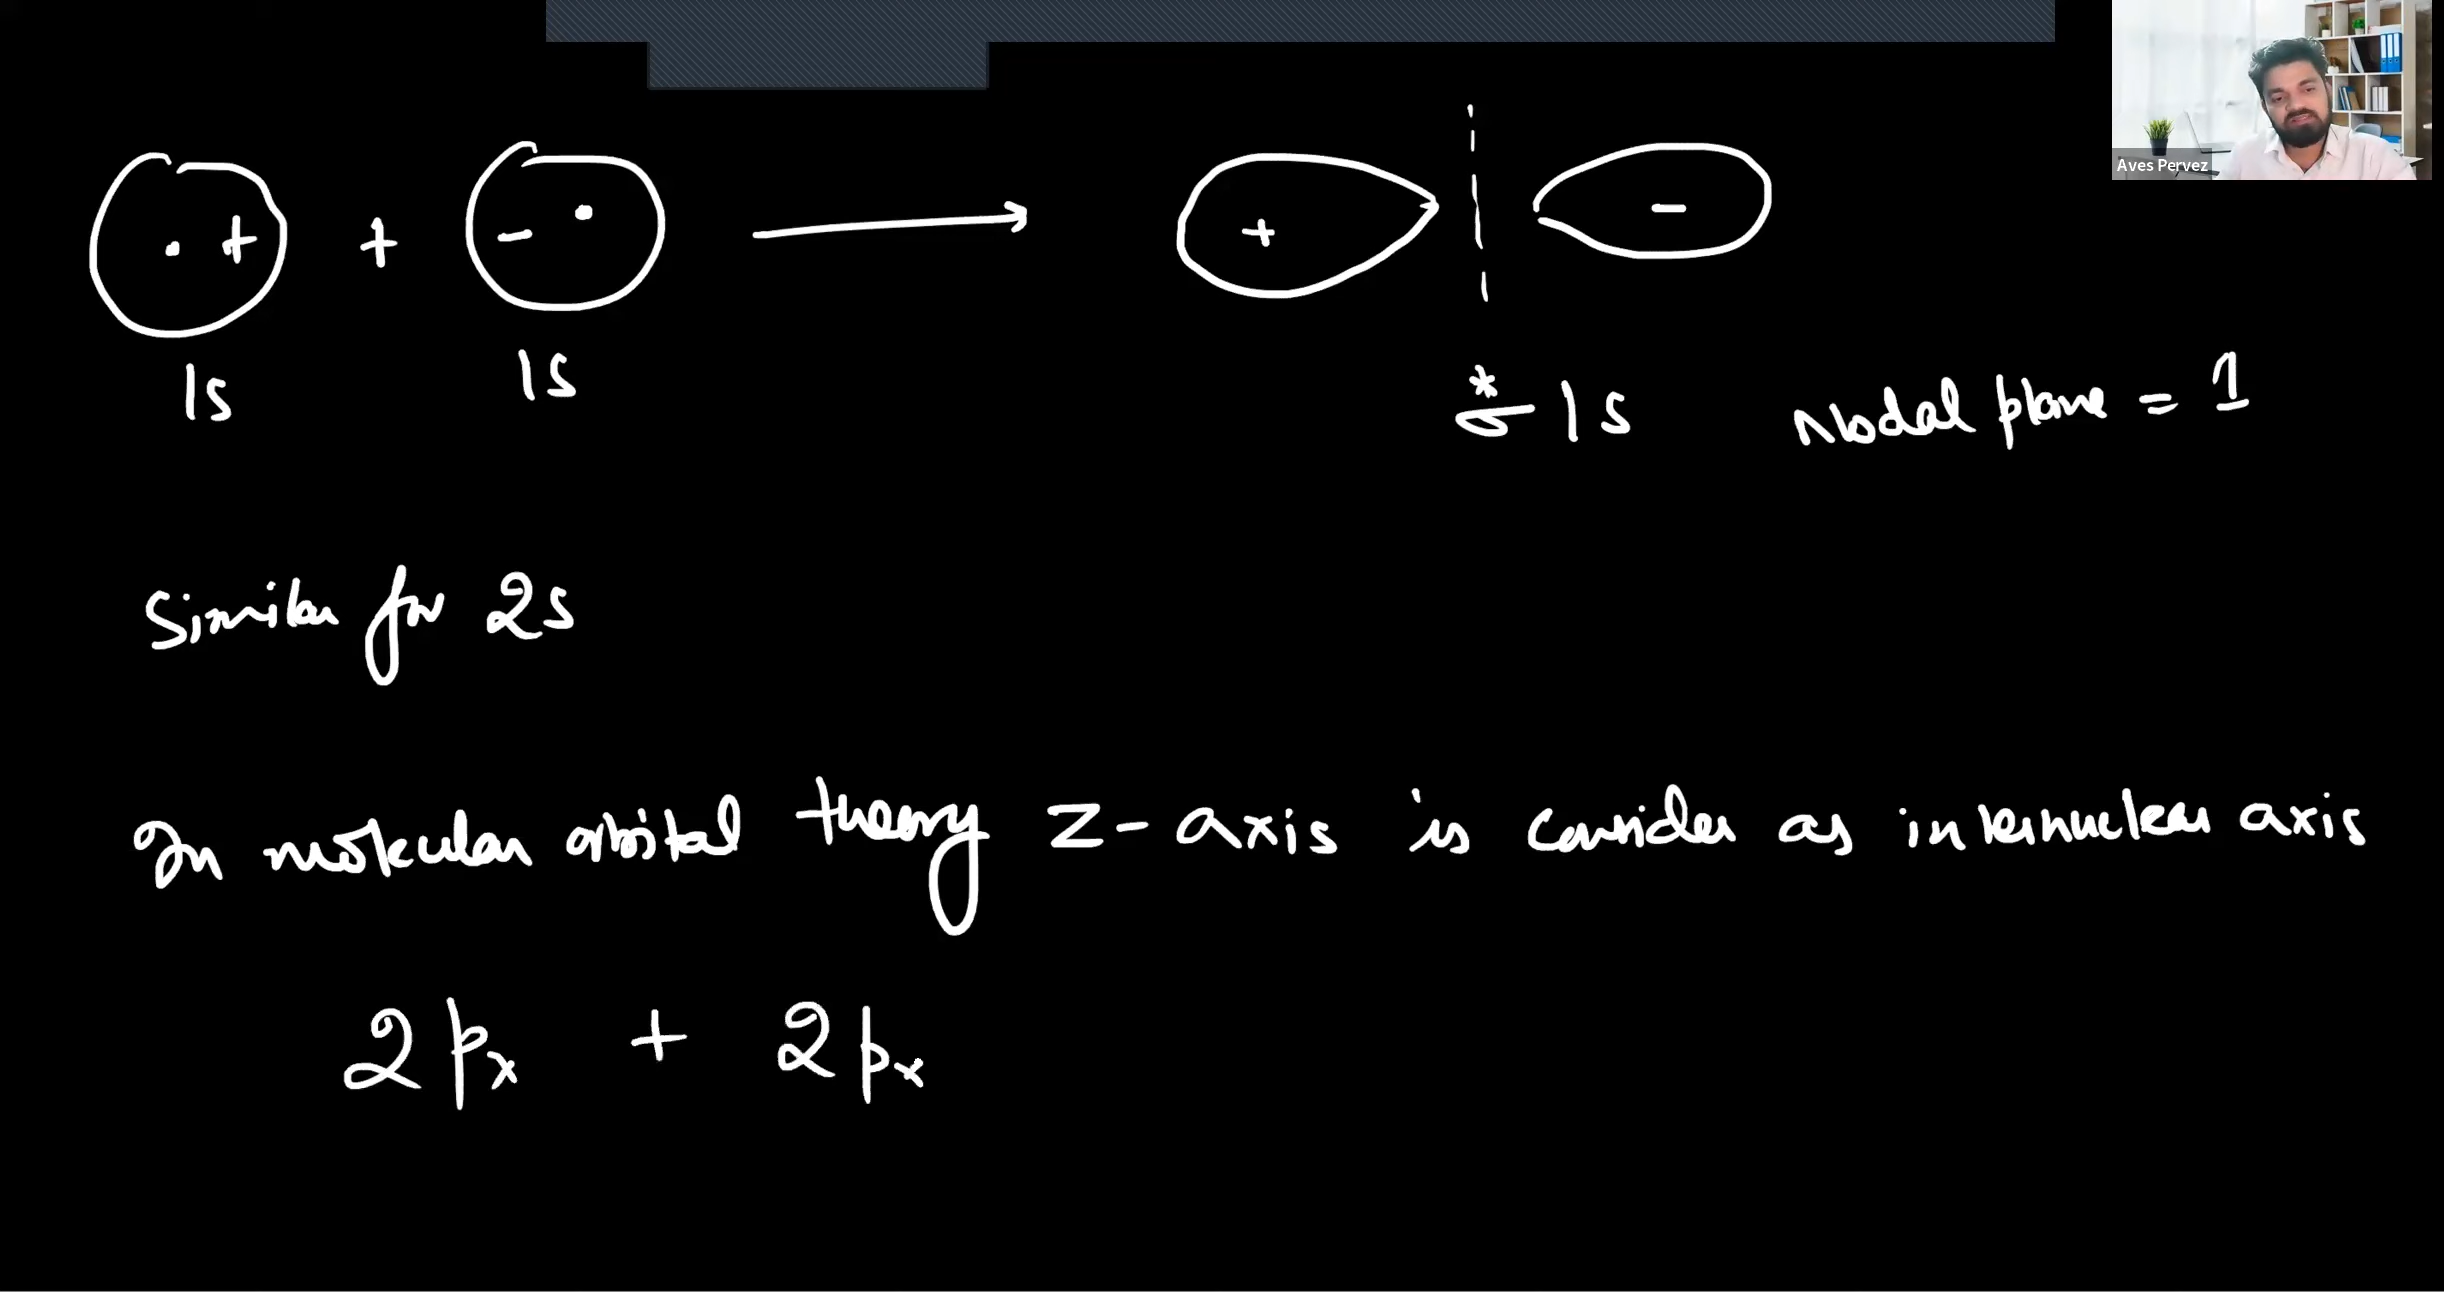 Aves Pervez
+ + - + -
1s 1s σ* 1s Nodal plane = 1
Similar for 2s
In molecular orbital theory z-axis is consider as internuclear axis
2px + 2px